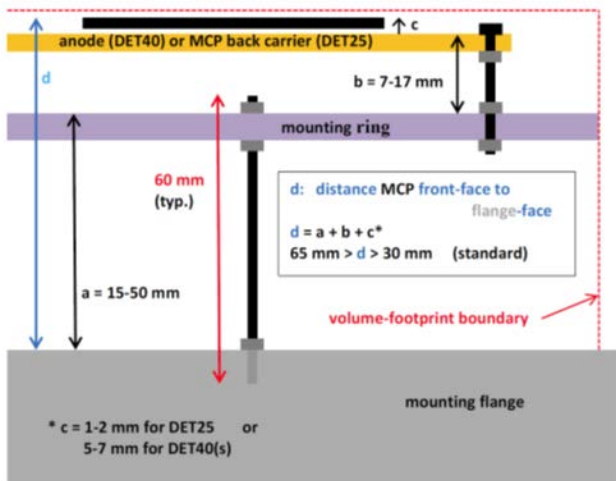 c
anode (DET40) or MCP back carrier (DET25)
d
b = 7-17 mm
mounting ring
60 mm
(typ.)
d: distance MCP front-face to
flange-face
d = a + b + c*
65 mm > d > 30 mm (standard)
a = 15-50 mm
volume-footprint boundary
mounting flange
* c = 1-2 mm for DET25 or
5-7 mm for DET40(s)